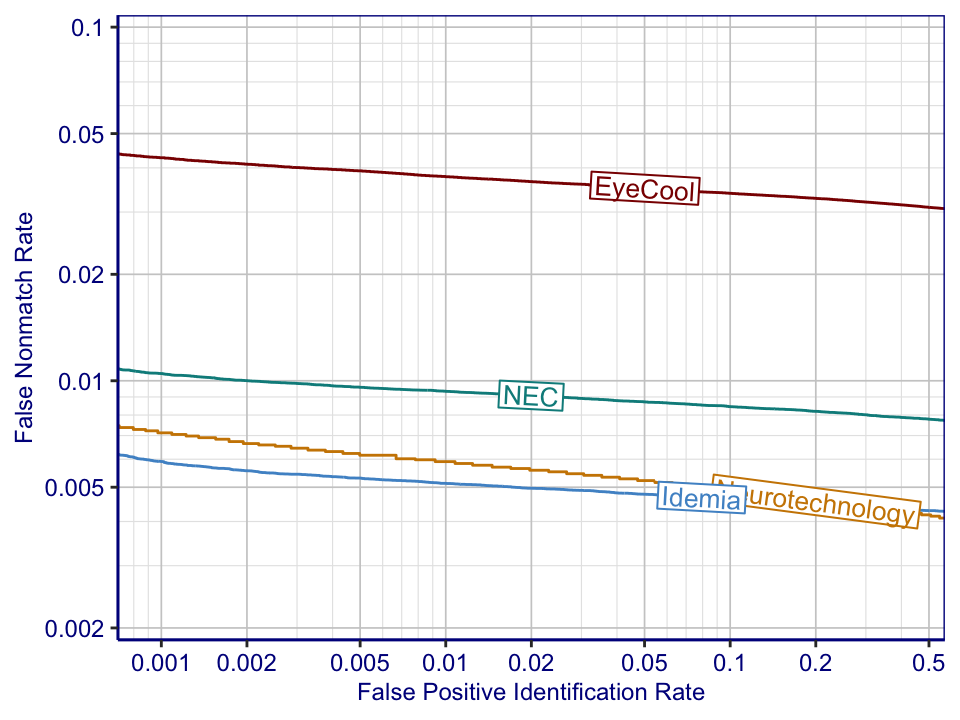 False Nonmatch Rate
0.1
0.05
0.02
0.01
0.005
0.002
EyeCool
NEC
Idemia
Neurotechnology
0.001 0.002 0.005 0.01 0.02 0.05 0.1 0.2 0.5
False Positive Identification Rate